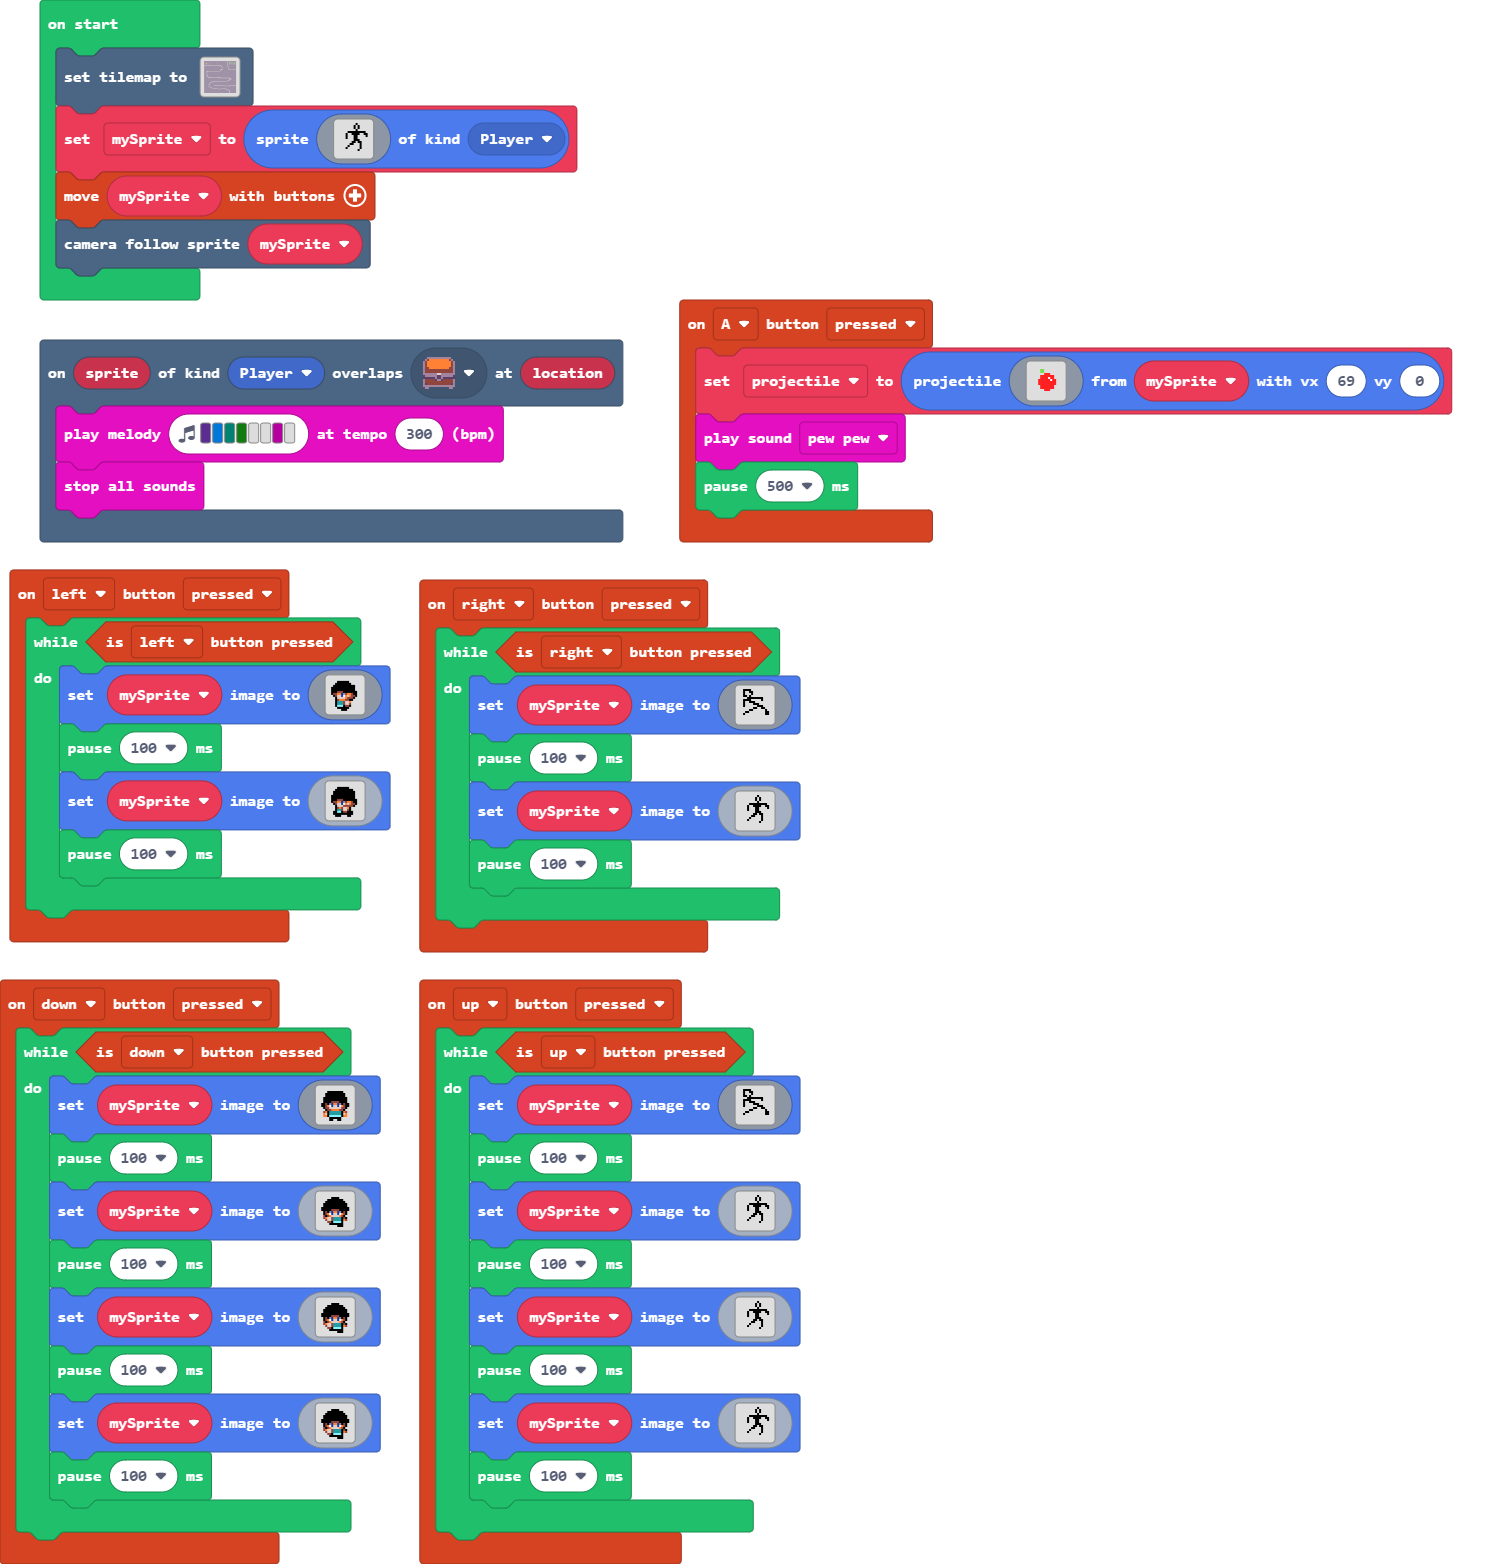 on start
set tilemap to
set mySprite to sprite of kind Player
move mySprite with buttons
camera follow sprite mySprite
on sprite of kind Player overlaps at location
play melody at tempo 300 (bpm)
stop all sounds
on A button pressed
set projectile to projectile from mySprite with vx 69 vy 0
play sound pew pew
pause 500 ms
on left button pressed
while is left button pressed
do
set mySprite image to
pause 100 ms
set mySprite image to
pause 100 ms
on right button pressed
while is right button pressed
do
set mySprite image to
pause 100 ms
set mySprite image to
pause 100 ms
on down button pressed
while is down button pressed
do
set mySprite image to
pause 100 ms
set mySprite image to
pause 100 ms
set mySprite image to
pause 100 ms
set mySprite image to
pause 100 ms
on up button pressed
while is up button pressed
do
set mySprite image to
pause 100 ms
set mySprite image to
pause 100 ms
set mySprite image to
pause 100 ms
set mySprite image to
pause 100 ms